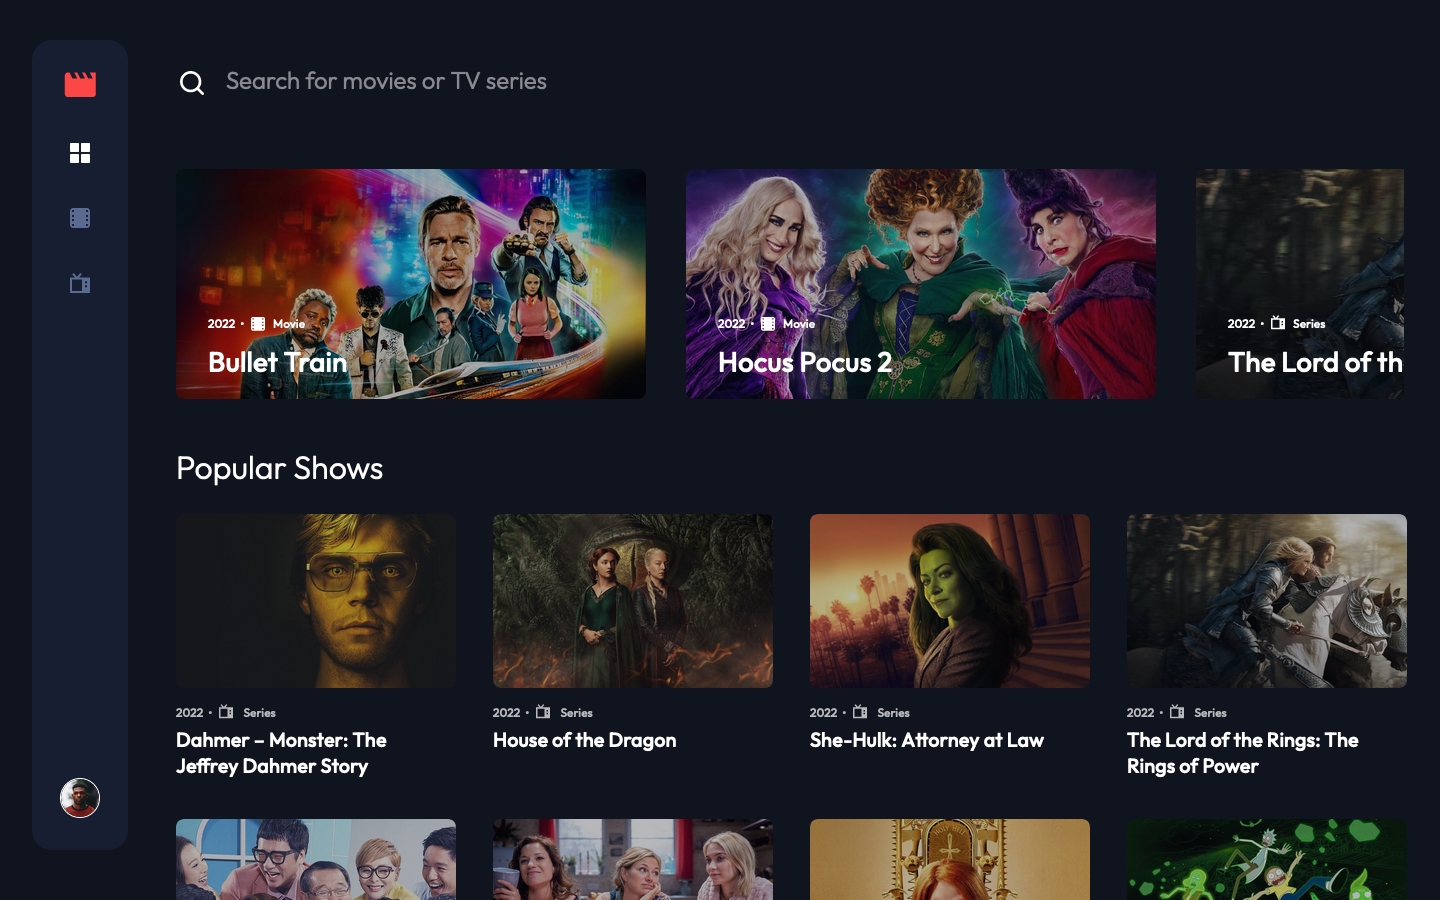 Search for movies or TV series
2022 • Movie
Bullet Train
2022 • Movie
Hocus Pocus 2
2022 • Series
The Lord of th
Popular Shows
2022 • Series
Dahmer – Monster: The
Jeffrey Dahmer Story
2022 • Series
House of the Dragon
2022 • Series
She-Hulk: Attorney at Law
2022 • Series
The Lord of the Rings: The
Rings of Power